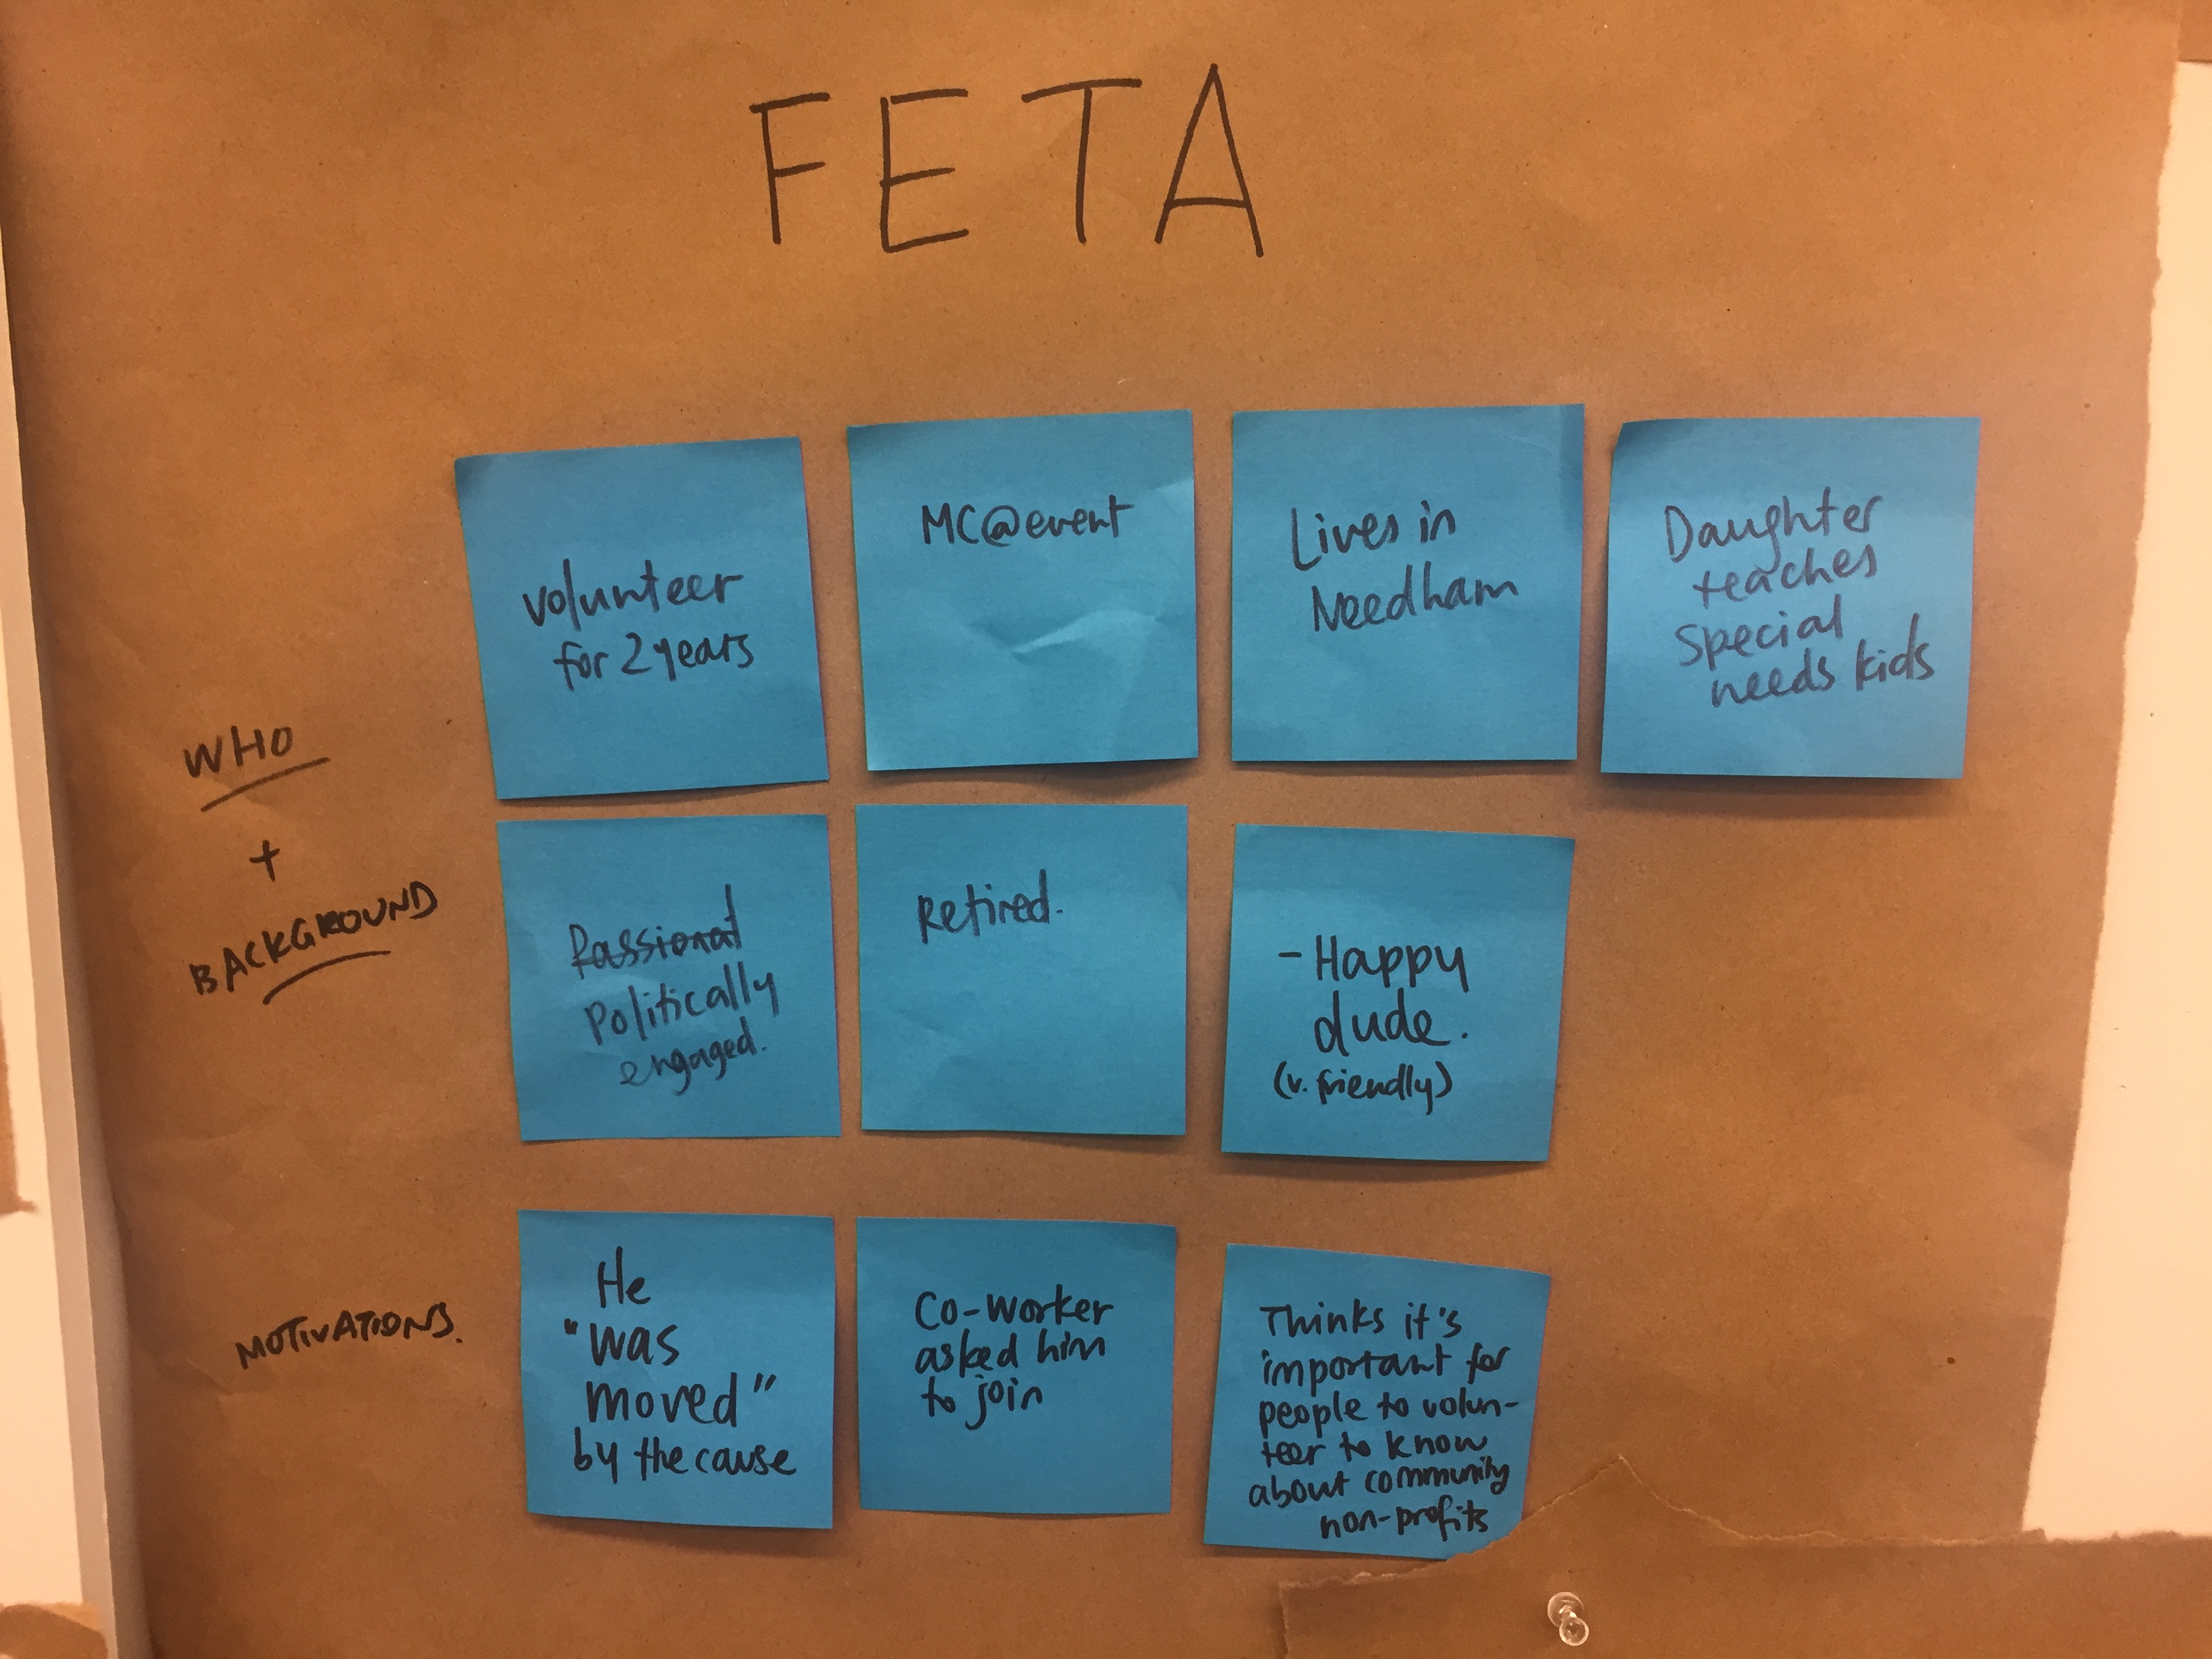 FETA
WHO
+
BACKGROUND
volunteer
for 2 years
MC@event
Lives in
Needham
Daughter
teaches
special
needs kids
Passionat
Politically
engaged.
Retired.
- Happy
dude.
(v. friendly)
MOTIVATIONS.
He
"was
moved"
by the cause
Co-worker
asked him
to join
Thinks it's
important for
people to volun-
teer to know
about community
non-profits